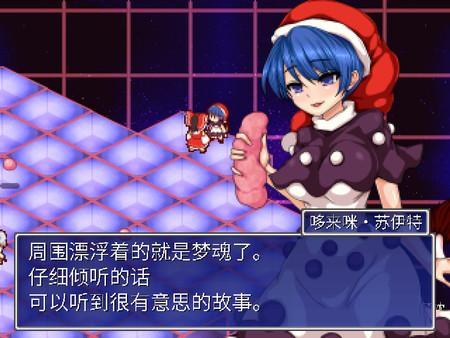 哆来咪·苏伊特
周围漂浮着的就是梦魂了。
仔细倾听的话
可以听到很有意思的故事。